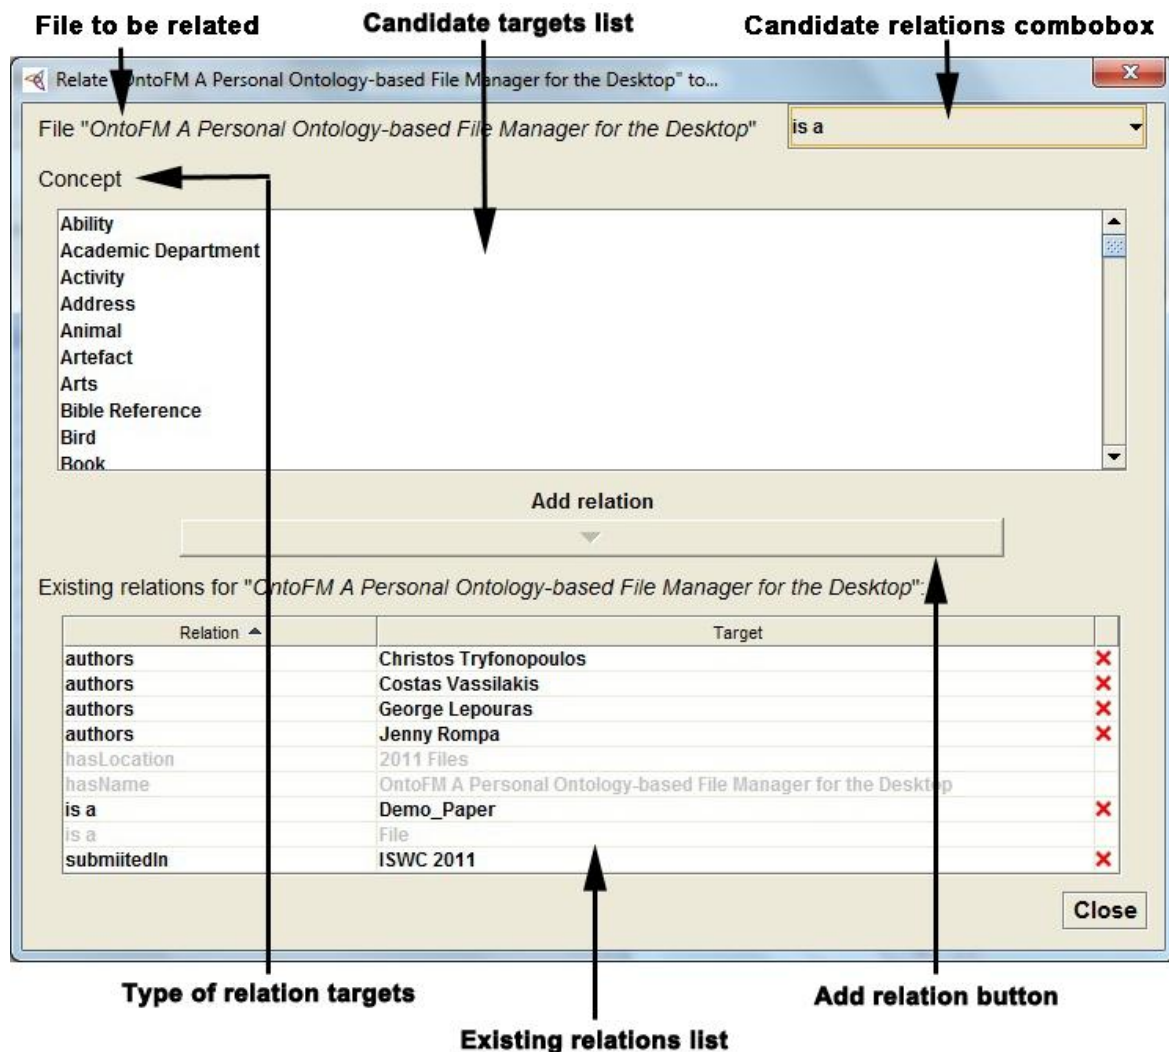 File to be related
Candidate targets list
Candidate relations combobox
Relate "OntoFM A Personal Ontology-based File Manager for the Desktop" to...
X
File "OntoFM A Personal Ontology-based File Manager for the Desktop"
is a
Concept
Ability
Academic Department
Activity
Address
Animal
Artefact
Arts
Bible Reference
Bird
Book
Add relation
Existing relations for "OntoFM A Personal Ontology-based File Manager for the Desktop":
Relation Target
authors Christos Tryfonopoulos
authors Costas Vassilakis
authors George Lepouras
authors Jenny Rompa
hasLocation 2011 Files
hasName OntoFM A Personal Ontology-based File Manager for the Desktop
is a Demo_Paper
is a File
submiitedIn ISWC 2011
Close
Type of relation targets
Add relation button
Existing relations list